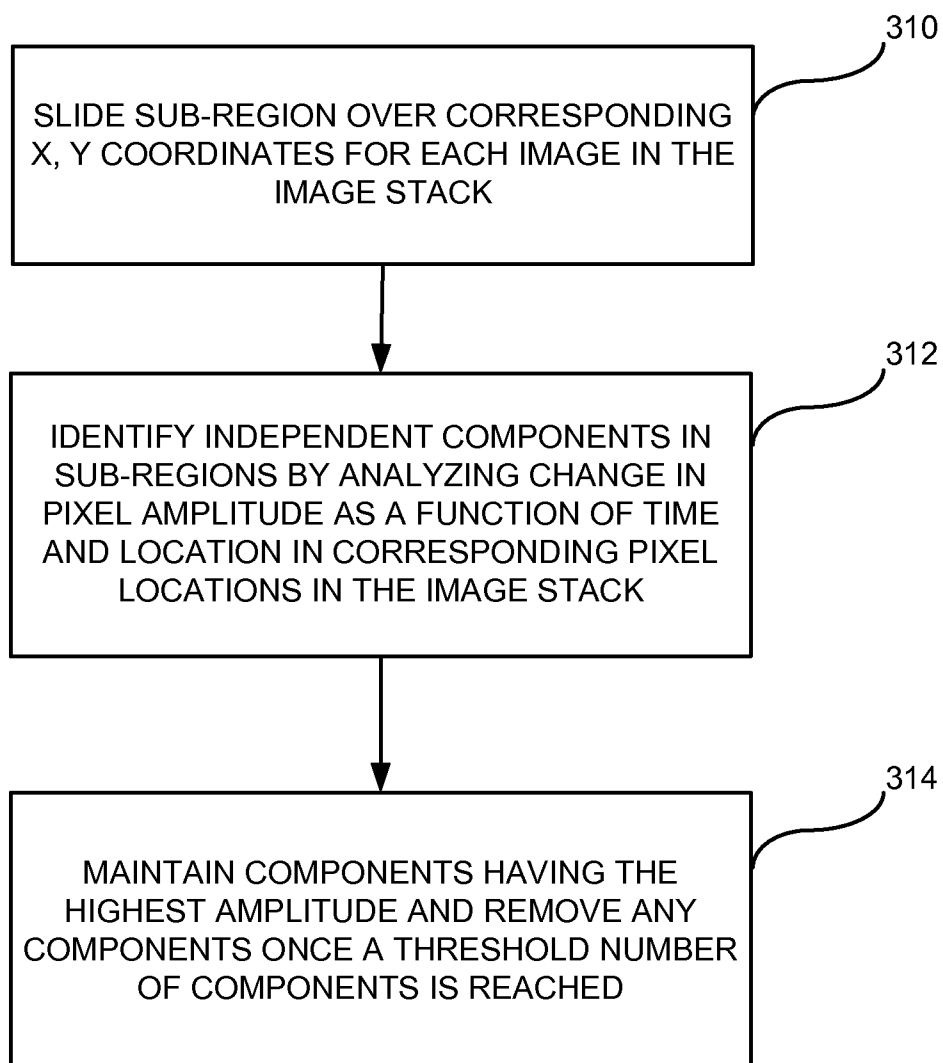 310
SLIDE SUB-REGION OVER CORRESPONDING
X, Y COORDINATES FOR EACH IMAGE IN THE
IMAGE STACK
312
IDENTIFY INDEPENDENT COMPONENTS IN
SUB-REGIONS BY ANALYZING CHANGE IN
PIXEL AMPLITUDE AS A FUNCTION OF TIME
AND LOCATION IN CORRESPONDING PIXEL
LOCATIONS IN THE IMAGE STACK
314
MAINTAIN COMPONENTS HAVING THE
HIGHEST AMPLITUDE AND REMOVE ANY
COMPONENTS ONCE A THRESHOLD NUMBER
OF COMPONENTS IS REACHED